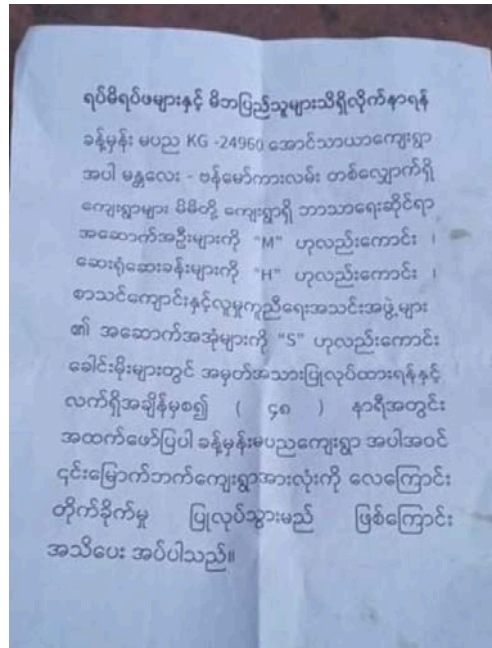 ရပ်မိရပ်ဖများနှင့် မိဘပြည်သူများသိရှိလိုက်နာရန်
ခန့်မှန်း မပည KG -24960 အောင်သာယာကျေးရွာ
အပါ မန္တလေး - ဗန်မော်ကားလမ်း တစ်လျှောက်ရှိ
ကျေးရွာများ မိမိတို့ ကျေးရွာရှိ ဘာသာရေးဆိုင်ရာ
အဆောက်အဦးများကို "M" ဟုလည်းကောင်း ၊
ဆေးရုံဆေးခန်းများကို "H" ဟုလည်းကောင်း ၊
စာသင်ကျောင်းနှင့်လူမှုကူညီရေးအသင်းအဖွဲ့များ
၏ အဆောက်အအုံများကို "S" ဟုလည်းကောင်း
ခေါင်မိုးများတွင် အမှတ်အသားပြုလုပ်ထားရန်နှင့်
လက်ရှိအချိန်မှစ၍ ( ၄၈ ) နာရီအတွင်း
အထက်ဖော်ပြပါ ခန့်မှန်းမပညကျေးရွာ အပါအဝင်
၎င်းမြောက်ဘက်ကျေးရွာအားလုံးကို လေကြောင်း
တိုက်ခိုက်မှု ပြုလုပ်သွားမည် ဖြစ်ကြောင်း
အသိပေး အပ်ပါသည်။